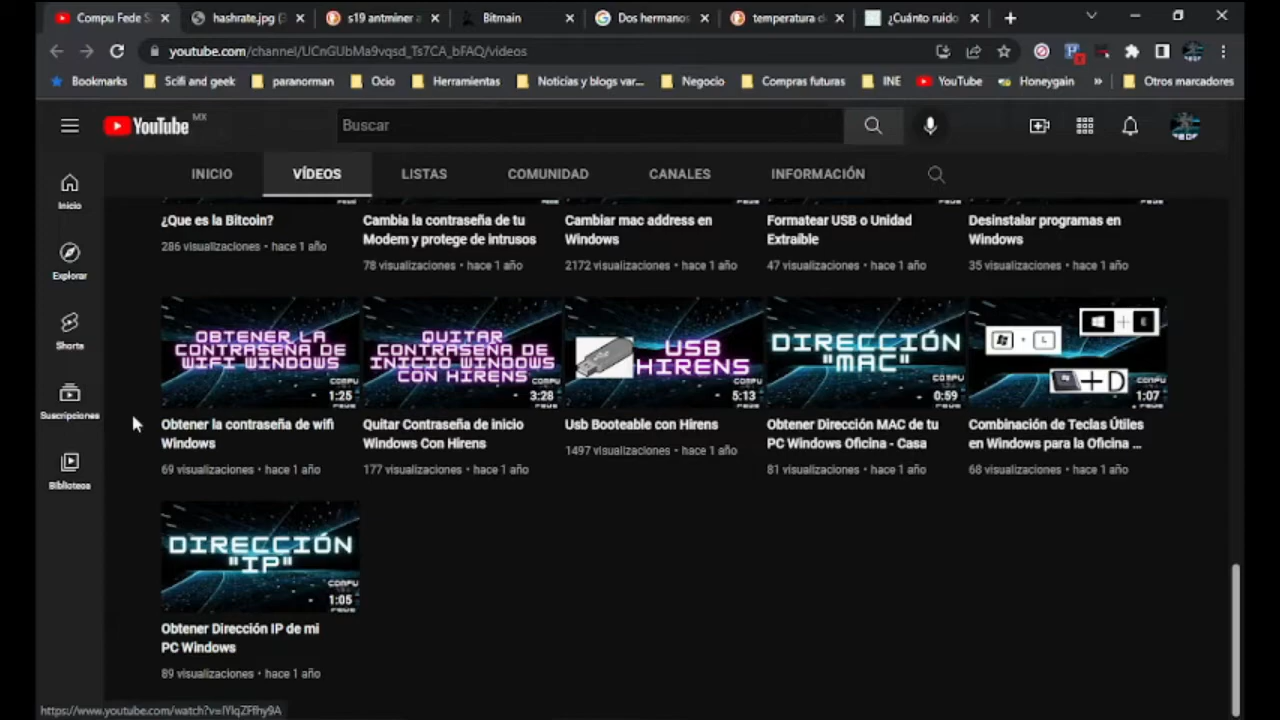 Compu Fede S
hashrate.jpg (
s19 antminer a
Bitmain
Dos hermanos
temperatura d
¿Cuánto ruido
youtube.com/channel/UCnGUbMa9vqsd_Ts7CA_bFAQ/videos
Bookmarks
Scifi and geek
paranorman
Ocio
Herramientas
Noticias y blogs var...
Negocio
Compras futuras
INE
YouTube
Honeygain
»
Otros marcadores
YouTube MX
Buscar
INICIO
VÍDEOS
LISTAS
COMUNIDAD
CANALES
INFORMACIÓN
Inicio
Explorar
Shorts
Suscripciones
Biblioteca
¿Que es la Bitcoin?
286 visualizaciones • hace 1 año
Cambia la contraseña de tu
Modem y protege de intrusos
78 visualizaciones • hace 1 año
Cambiar mac address en
Windows
2172 visualizaciones • hace 1 año
Formatear USB o Unidad
Extraible
47 visualizaciones • hace 1 año
Desinstalar programas en
Windows
35 visualizaciones • hace 1 año
OBTENER LA
CONTRASEÑA DE
WIFI WINDOWS
COMPU
1:25
Obtener la contraseña de wifi
Windows
69 visualizaciones • hace 1 año
QUITAR
CONTRASEÑA DE
INICIO WINDOWS
CON HIRENS
COMPU
3:28
Quitar Contraseña de inicio
Windows Con Hirens
177 visualizaciones • hace 1 año
USB
HIRENS
COMPU
5:13
Usb Booteable con Hirens
1497 visualizaciones • hace 1 año
DIRECCIÓN
"MAC"
COMPU
0:59
Obtener Dirección MAC de tu
PC Windows Oficina - Casa
81 visualizaciones • hace 1 año
+ E
+ L
+D
COMPU
1:07
Combinación de Teclas Útiles
en Windows para la Oficina ...
68 visualizaciones • hace 1 año
DIRECCIÓN
"IP"
COMPU
1:05
Obtener Dirección IP de mi
PC Windows
89 visualizaciones • hace 1 año